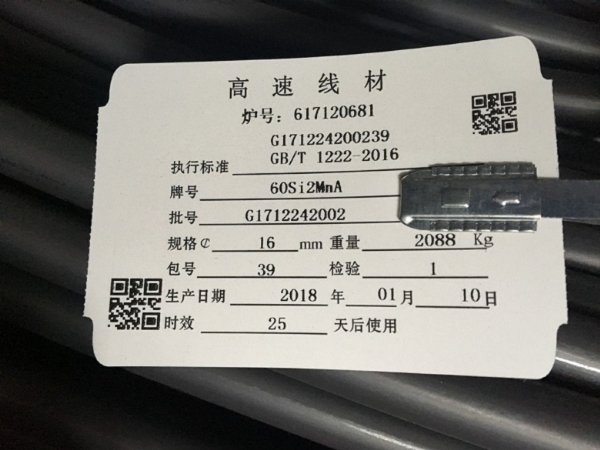 高速线材
炉号：617120681
G171224200239
执行标准 GB/T 1222-2016
牌号 60Si2MnA
批号 G1712242002
规格₵ 16 mm 重量 2088 Kg
包号 39 检验 1
生产日期 2018 年 01 月 10 日
时效 25 天后使用